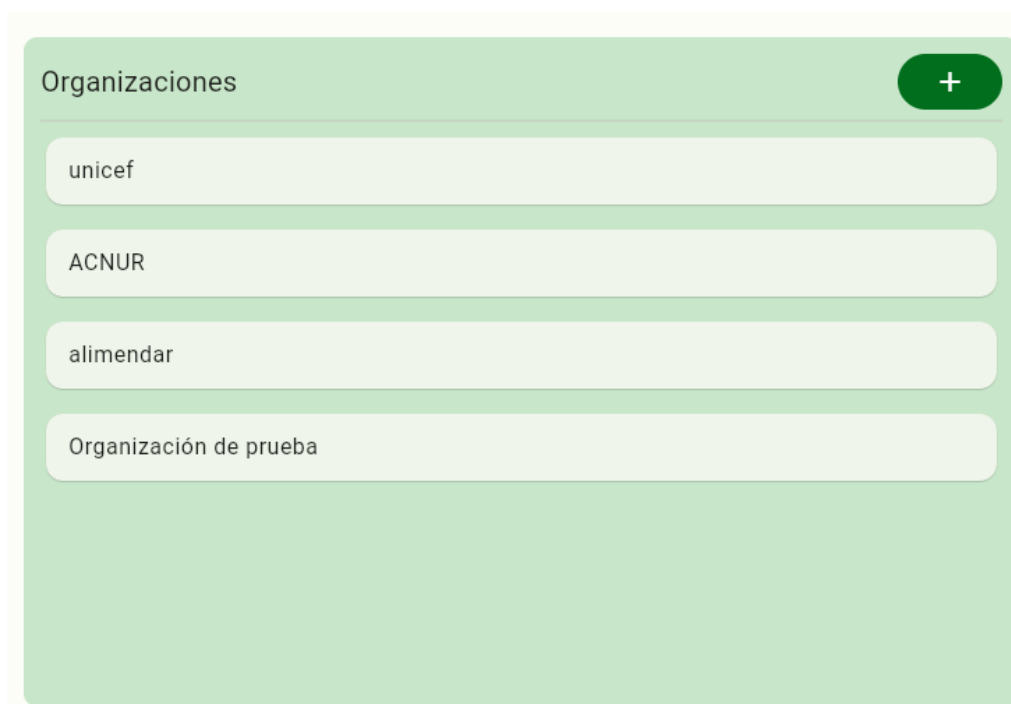 Organizaciones
+
unicef
ACNUR
alimendar
Organización de prueba